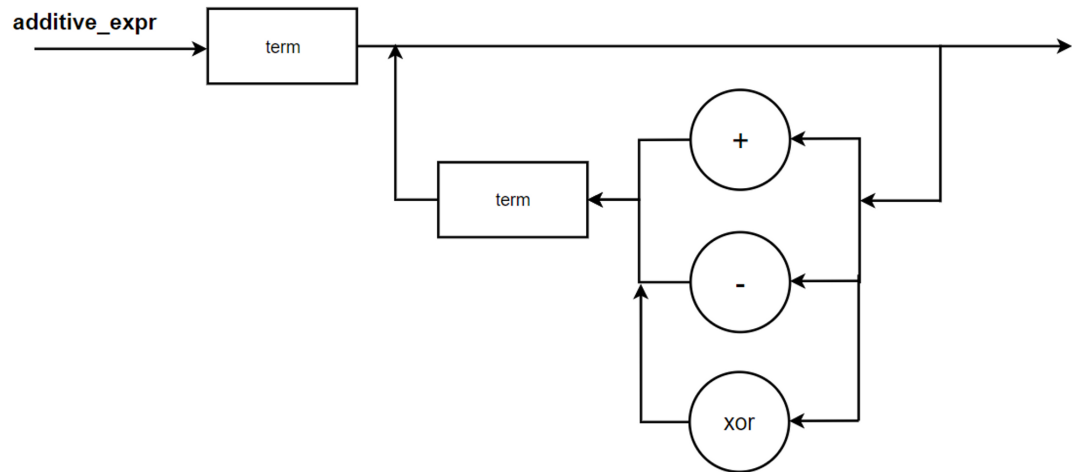 additive_expr
term
+
term
-
xor